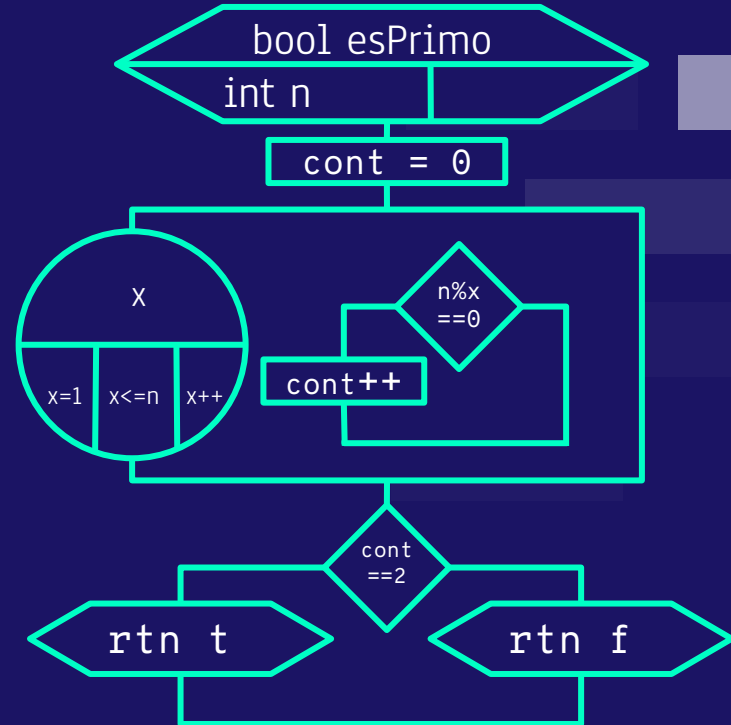 bool esPrimo
int n
cont = 0
x
x=1
x<=n
x++
n%x
==0
cont++
cont
==2
rtn t
rtn f